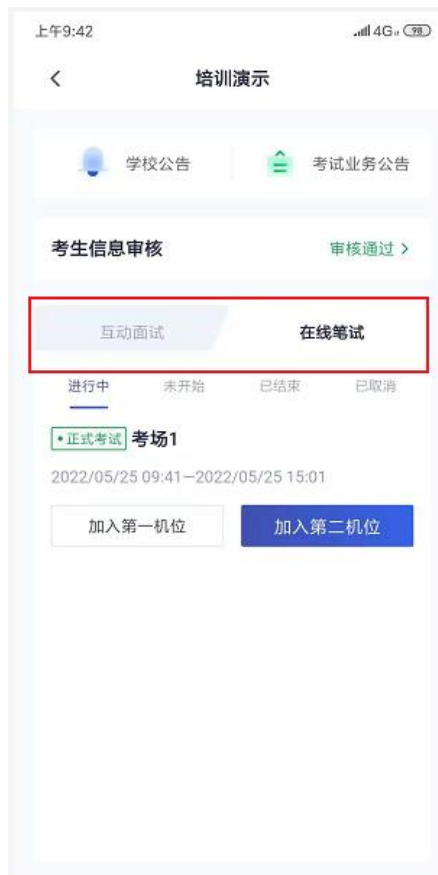 上午9:42 4G 98
培训演示
学校公告 考试业务公告
考生信息审核 审核通过 >
互动面试 在线笔试
进行中 未开始 已结束 已取消
•正式考试 考场1
2022/05/25 09:41—2022/05/25 15:01
加入第一机位 加入第二机位